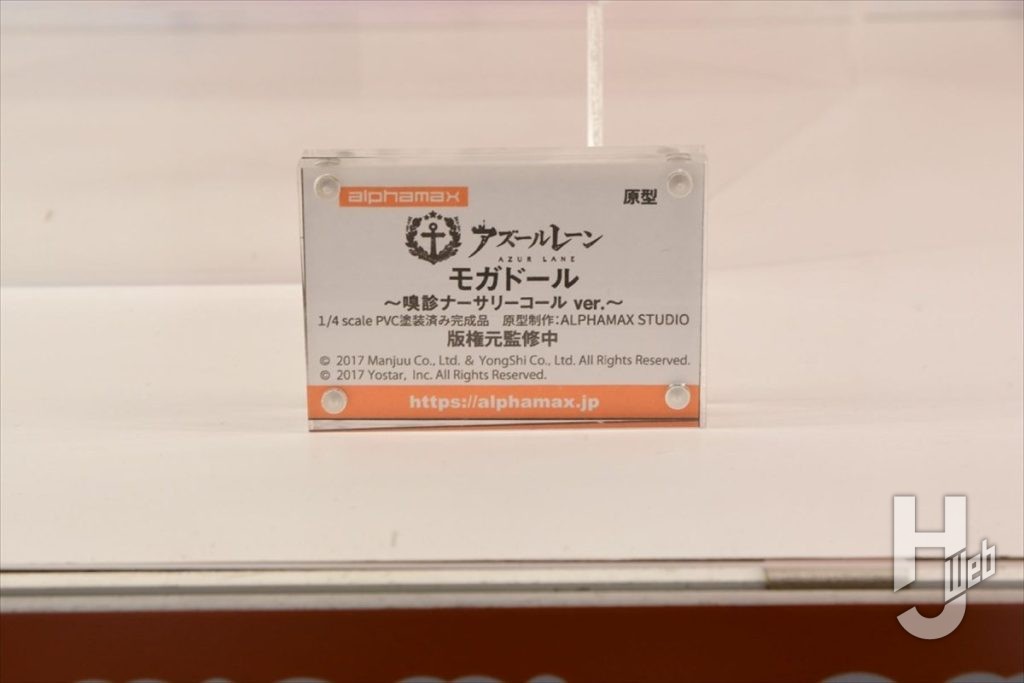 alphamax
原型
アズールレーン
AZUR LANE
モガドール
～嗅診ナーサリーコール ver.～
1/4 scale PVC塗装済み完成品　原型制作：ALPHAMAX STUDIO
版権元監修中
© 2017 Manjuu Co., Ltd. & YongShi Co., Ltd. All Rights Reserved.
© 2017 Yostar, Inc. All Rights Reserved.
https://alphamax.jp
HJ Web